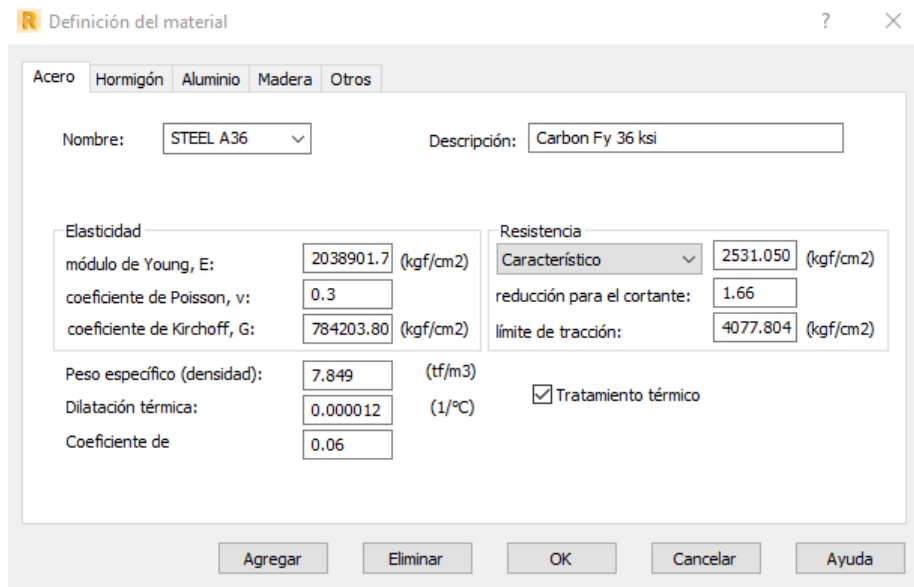 R Definición del material ? ×
Acero Hormigón Aluminio Madera Otros
Nombre: STEEL A36 Descripción: Carbon Fy 36 ksi
Elasticidad
módulo de Young, E: 2038901.7 (kgf/cm2)
coeficiente de Poisson, ν: 0.3
coeficiente de Kirchoff, G: 784203.80 (kgf/cm2)
Resistencia
Característico 2531.050 (kgf/cm2)
reducción para el cortante: 1.66
límite de tracción: 4077.804 (kgf/cm2)
Peso específico (densidad): 7.849 (tf/m3)
Dilatación térmica: 0.000012 (1/°C)
Coeficiente de 0.06
Tratamiento térmico
Agregar Eliminar OK Cancelar Ayuda